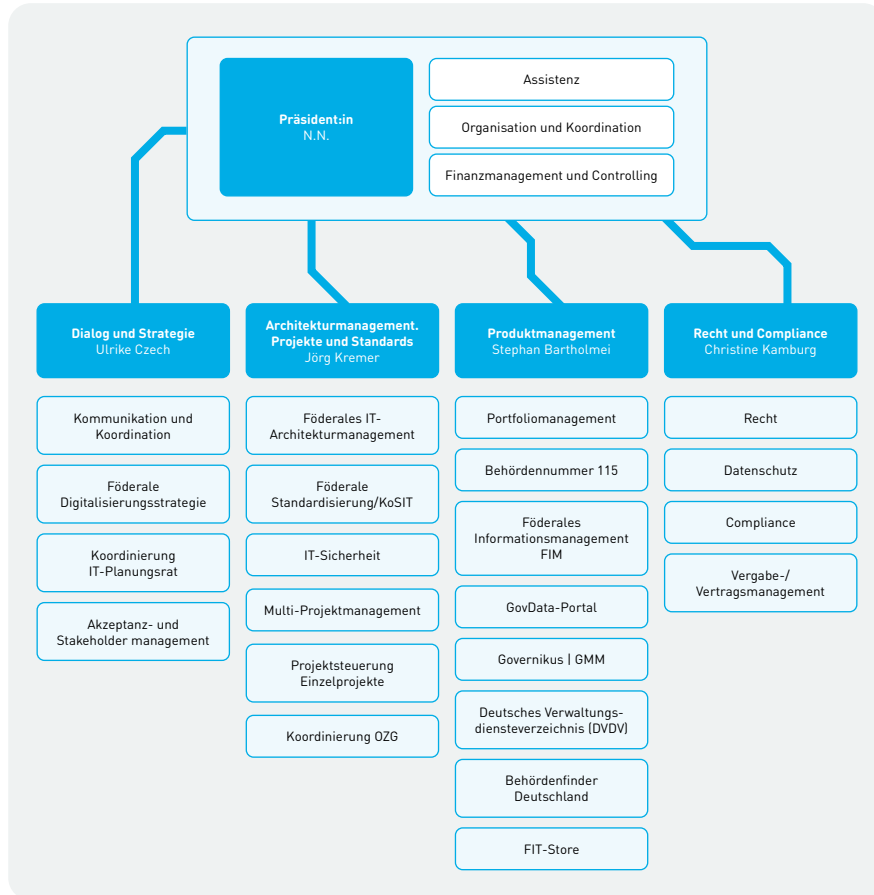 Präsident:in
N.N.
Assistenz
Organisation und Koordination
Finanzmanagement und Controlling
Dialog und Strategie
Ulrike Czech
Kommunikation und
Koordination
Föderale
Digitalisierungsstrategie
Koordinierung
IT-Planungsrat
Akzeptanz- und
Stakeholder management
Architekturmanagement.
Projekte und Standards
Jörg Kremer
Föderales IT-
Architekturmanagement
Föderale
Standardisierung/KoSIT
IT-Sicherheit
Multi-Projektmanagement
Projektsteuerung
Einzelprojekte
Koordinierung OZG
Produktmanagement
Stephan Bartholmei
Portfoliomanagement
Behördennummer 115
Föderales
Informationsmanagement
FIM
GovData-Portal
Governikus | GMM
Deutsches Verwaltungs-
diensteverzeichnis (DVDV)
Behördenfinder
Deutschland
FIT-Store
Recht und Compliance
Christine Kamburg
Recht
Datenschutz
Compliance
Vergabe-/
Vertragsmanagement